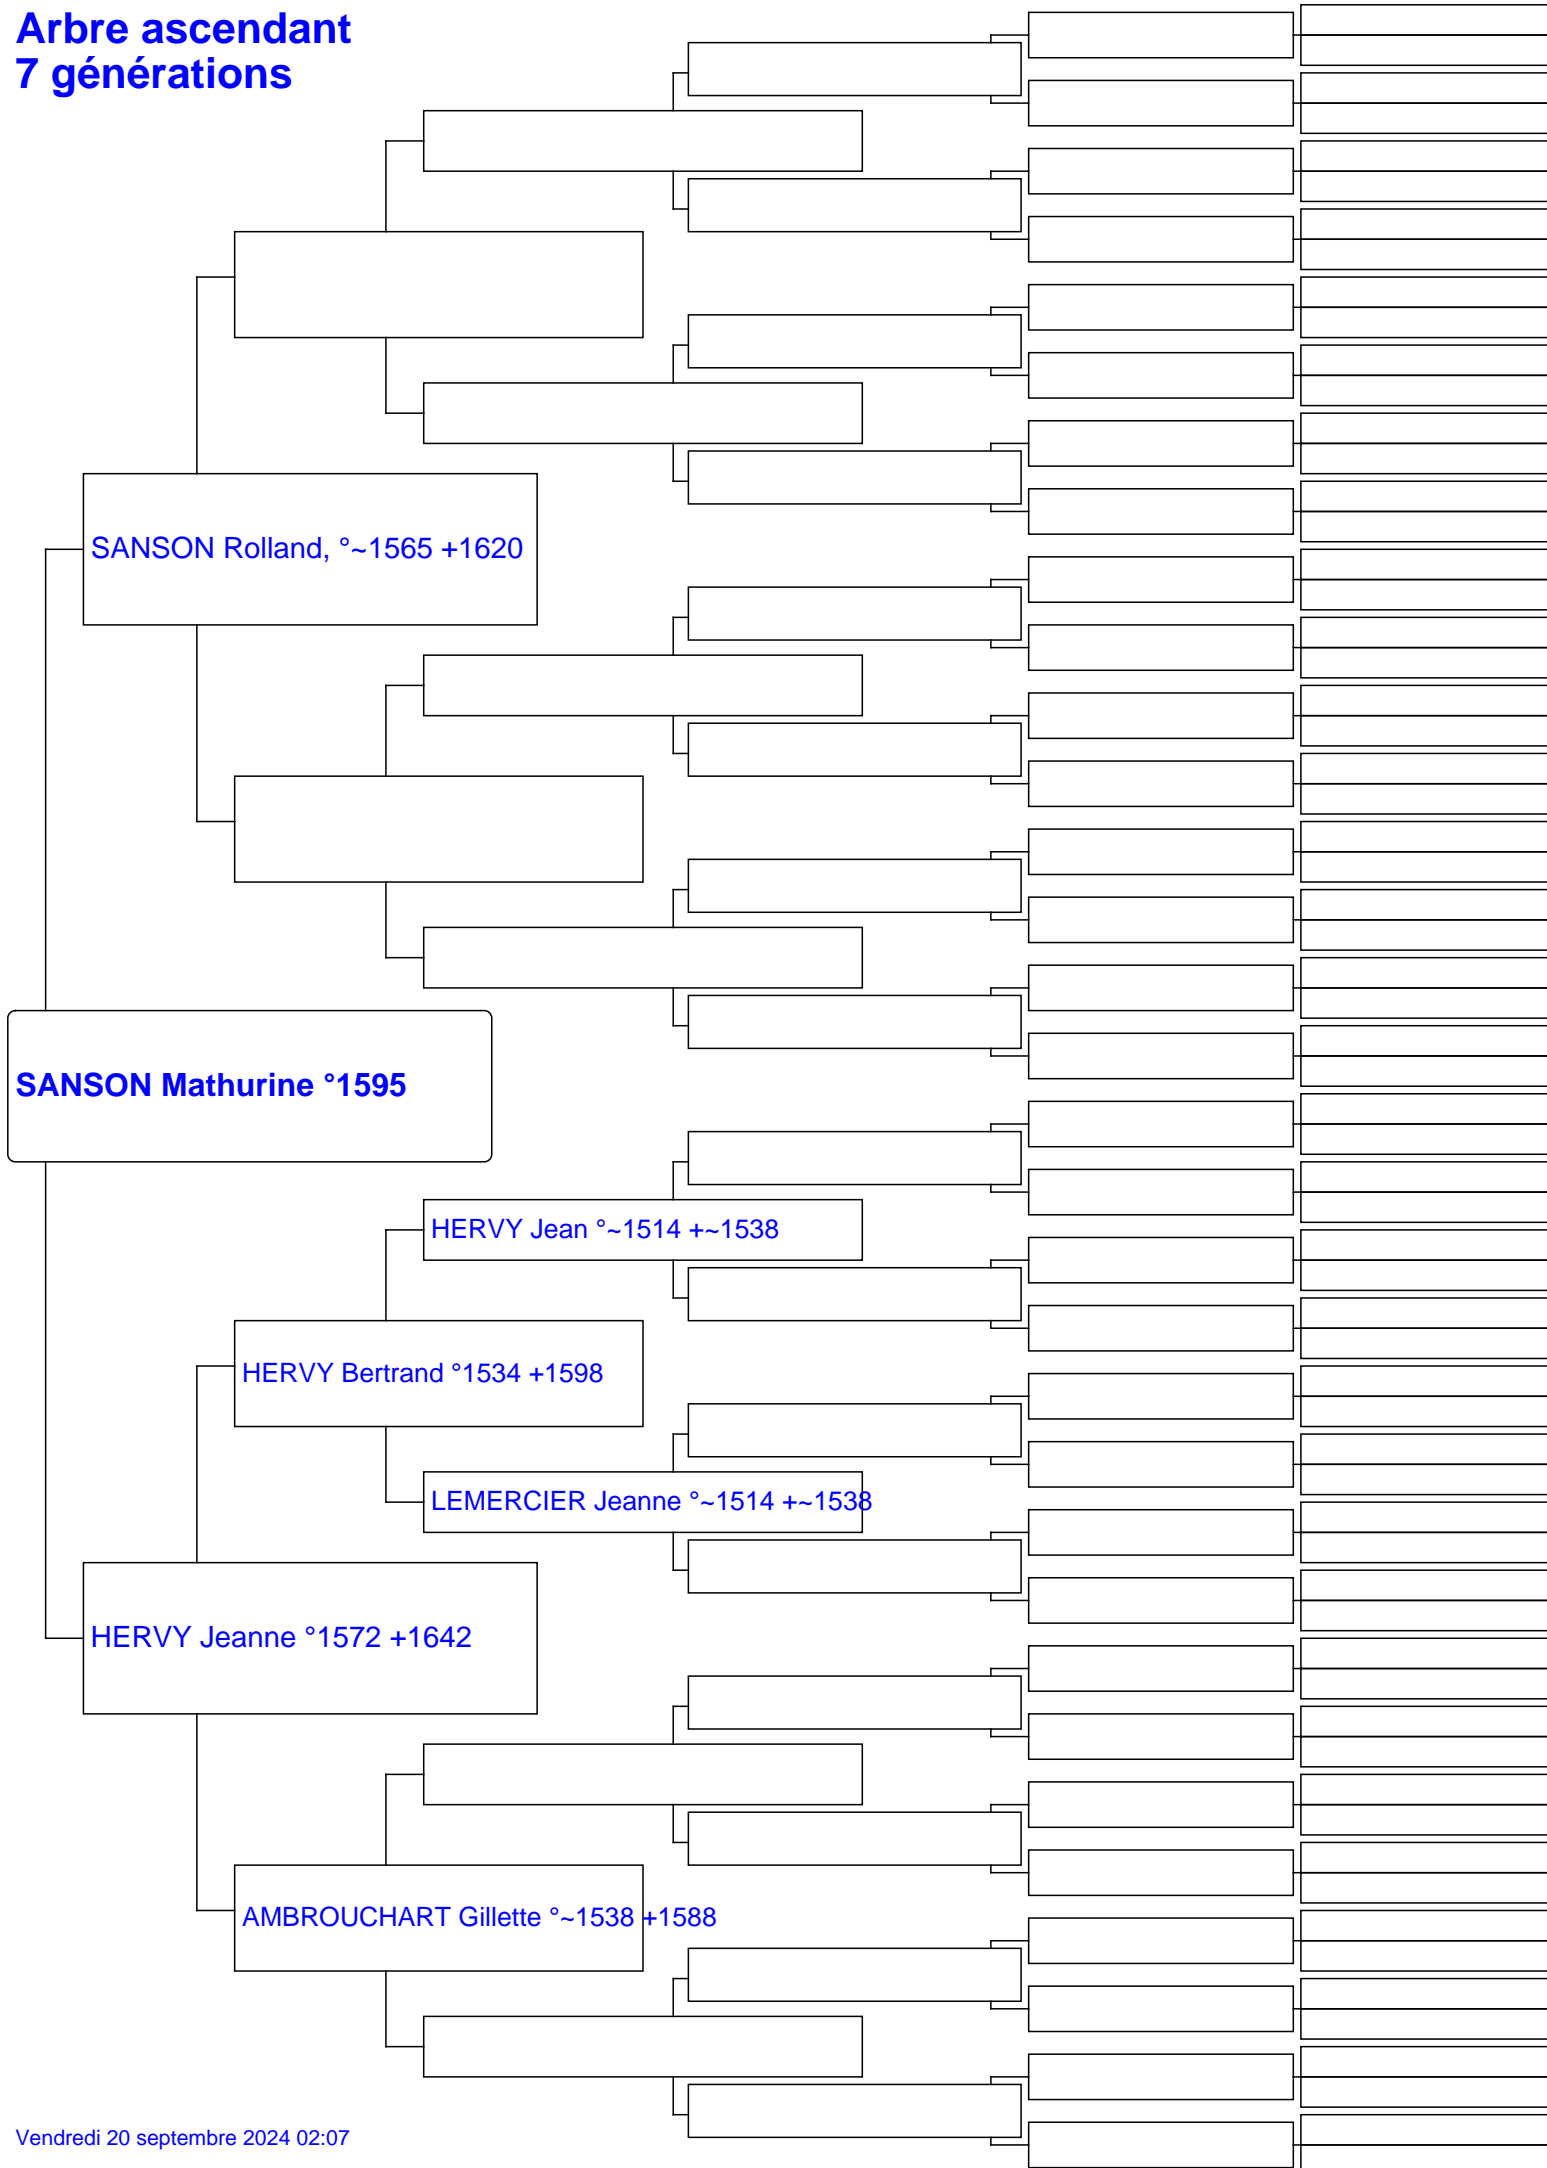 Arbre ascendant
7 générations
SANSON Rolland, °~1565 +1620
SANSON Mathurine °1595
HERVY Jean °~1514 +~1538
HERVY Bertrand °1534 +1598
LEMERCIER Jeanne °~1514 +~1538
HERVY Jeanne °1572 +1642
AMBROUCHART Gillette °~1538 +1588
Vendredi 20 septembre 2024 02:07